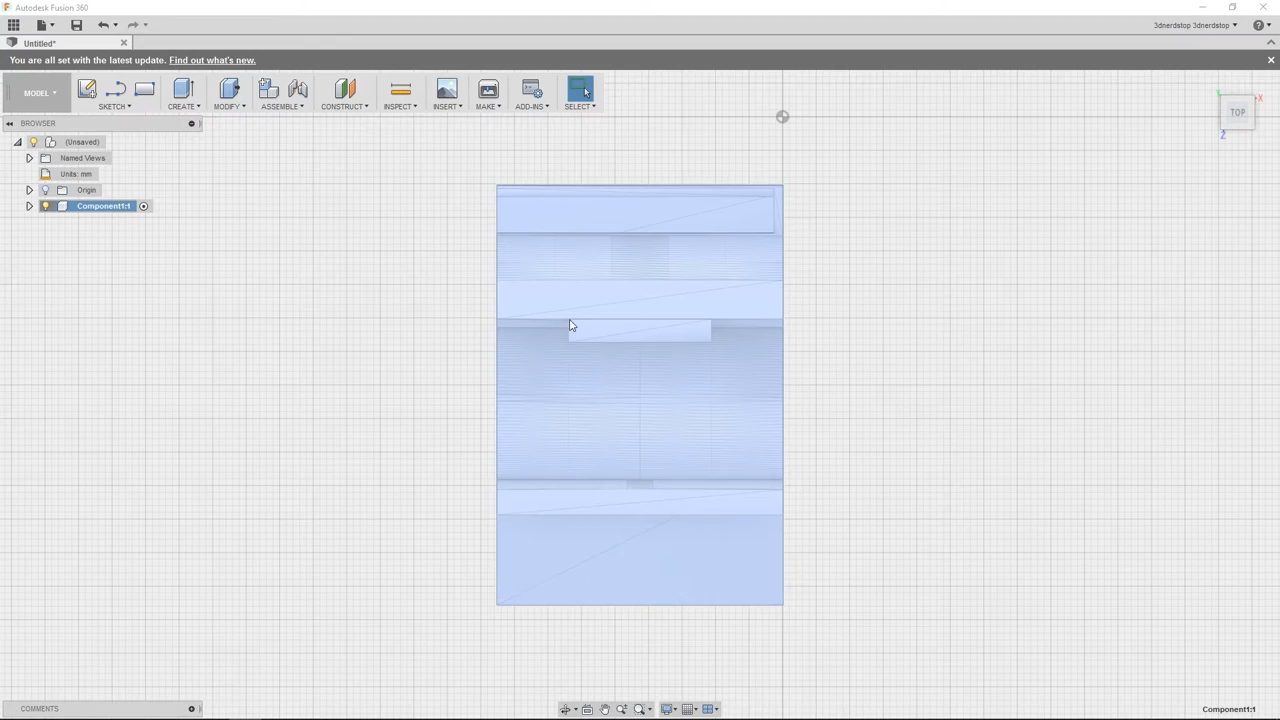 Autodesk Fusion 360
3dnerdstop 3dnerdstop
Untitled*
You are all set with the latest update. Find out what's new.
MODEL
SKETCH
CREATE
MODIFY
ASSEMBLE
CONSTRUCT
INSPECT
INSERT
MAKE
ADD-INS
SELECT
BROWSER
(Unsaved)
Named Views
Units: mm
Origin
Component1:1
X
Y
TOP
Z
COMMENTS
Component1:1